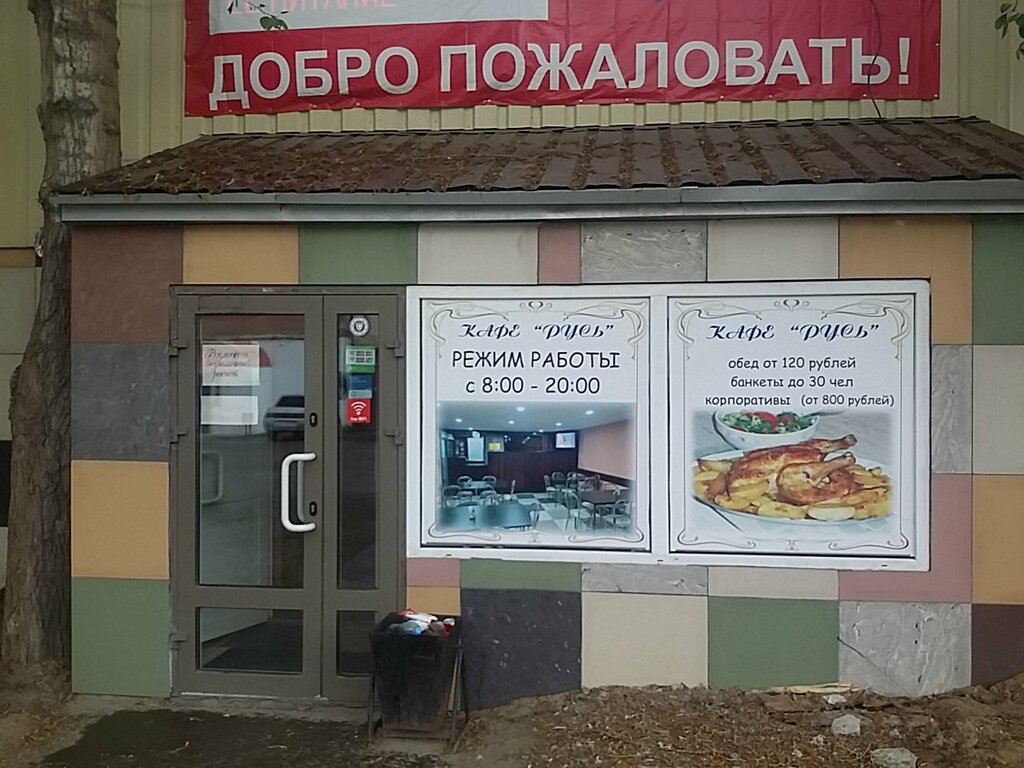 ДОБРО ПОЖАЛОВАТЬ!
КАФЕ "РУСЬ"
РЕЖИМ РАБОТЫ
с 8:00 - 20:00
КАФЕ "РУСЬ"
обед от 120 рублей
банкеты до 30 чел
корпоративы (от 800 рублей)